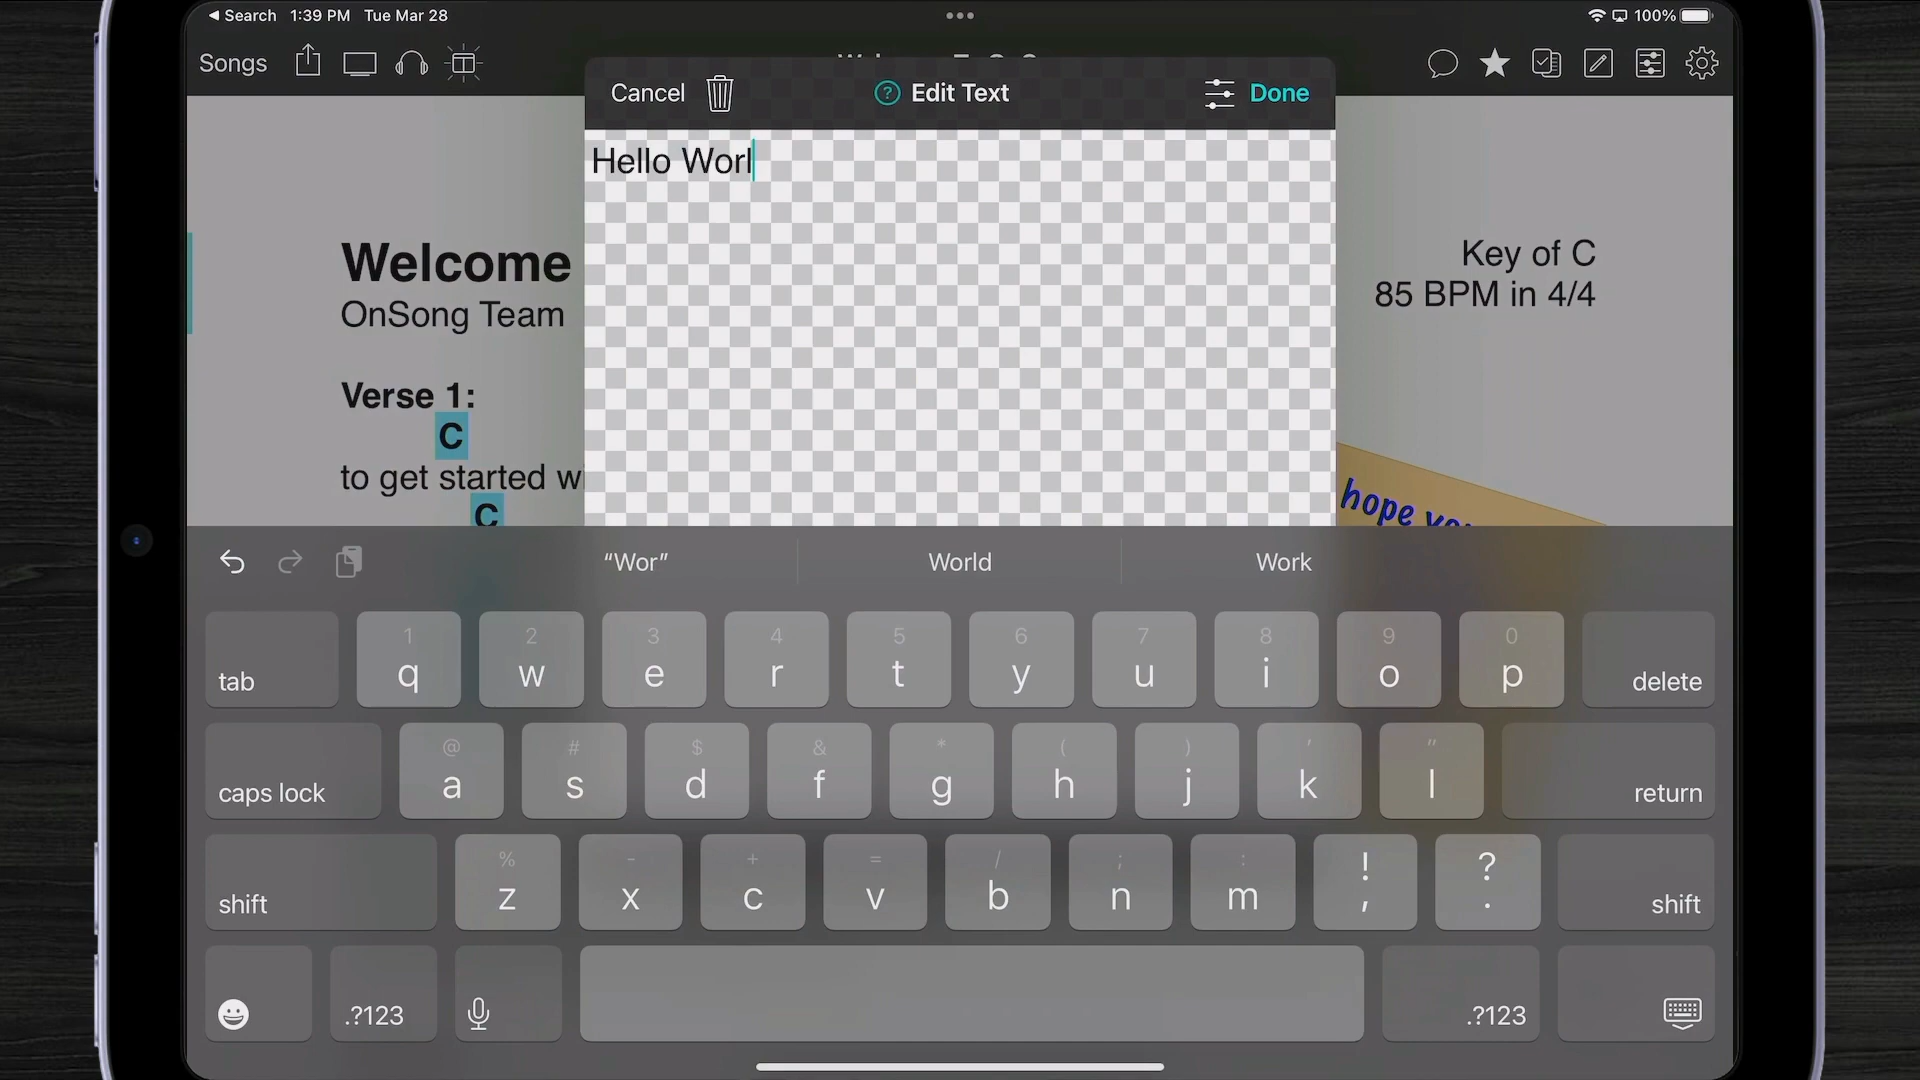 ◀ Search 1:39 PM Tue Mar 28 100%
Songs
Cancel ? Edit Text Done
Hello Worl
Welcome
OnSong Team
Key of C
85 BPM in 4/4
Verse 1:
C
to get started wi
C
hope
“Wor” World Work
tab 1 q 2 w 3 e 4 r 5 t 6 y 7 u 8 i 9 o 0 p delete
caps lock @ a # s $ d & f * g ( h ) j ' k " l return
shift % z - x + c = v / b ; n : m ! , ? . shift
.?123 .?123